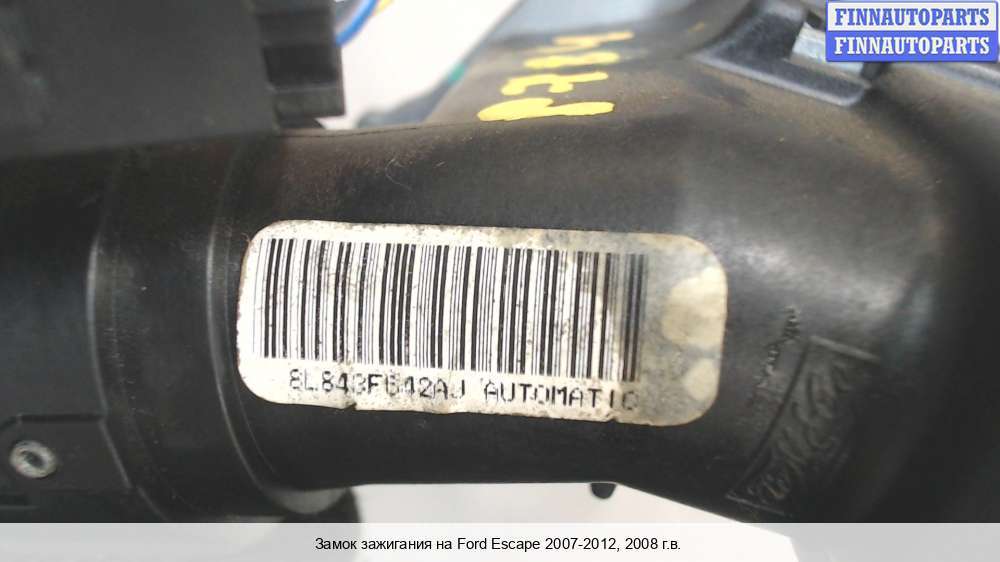 FINNAUTOPARTS
FINNAUTOPARTS
8L843F642AJ AUTOMATIC
Замок зажигания на Ford Escape 2007-2012, 2008 г.в.